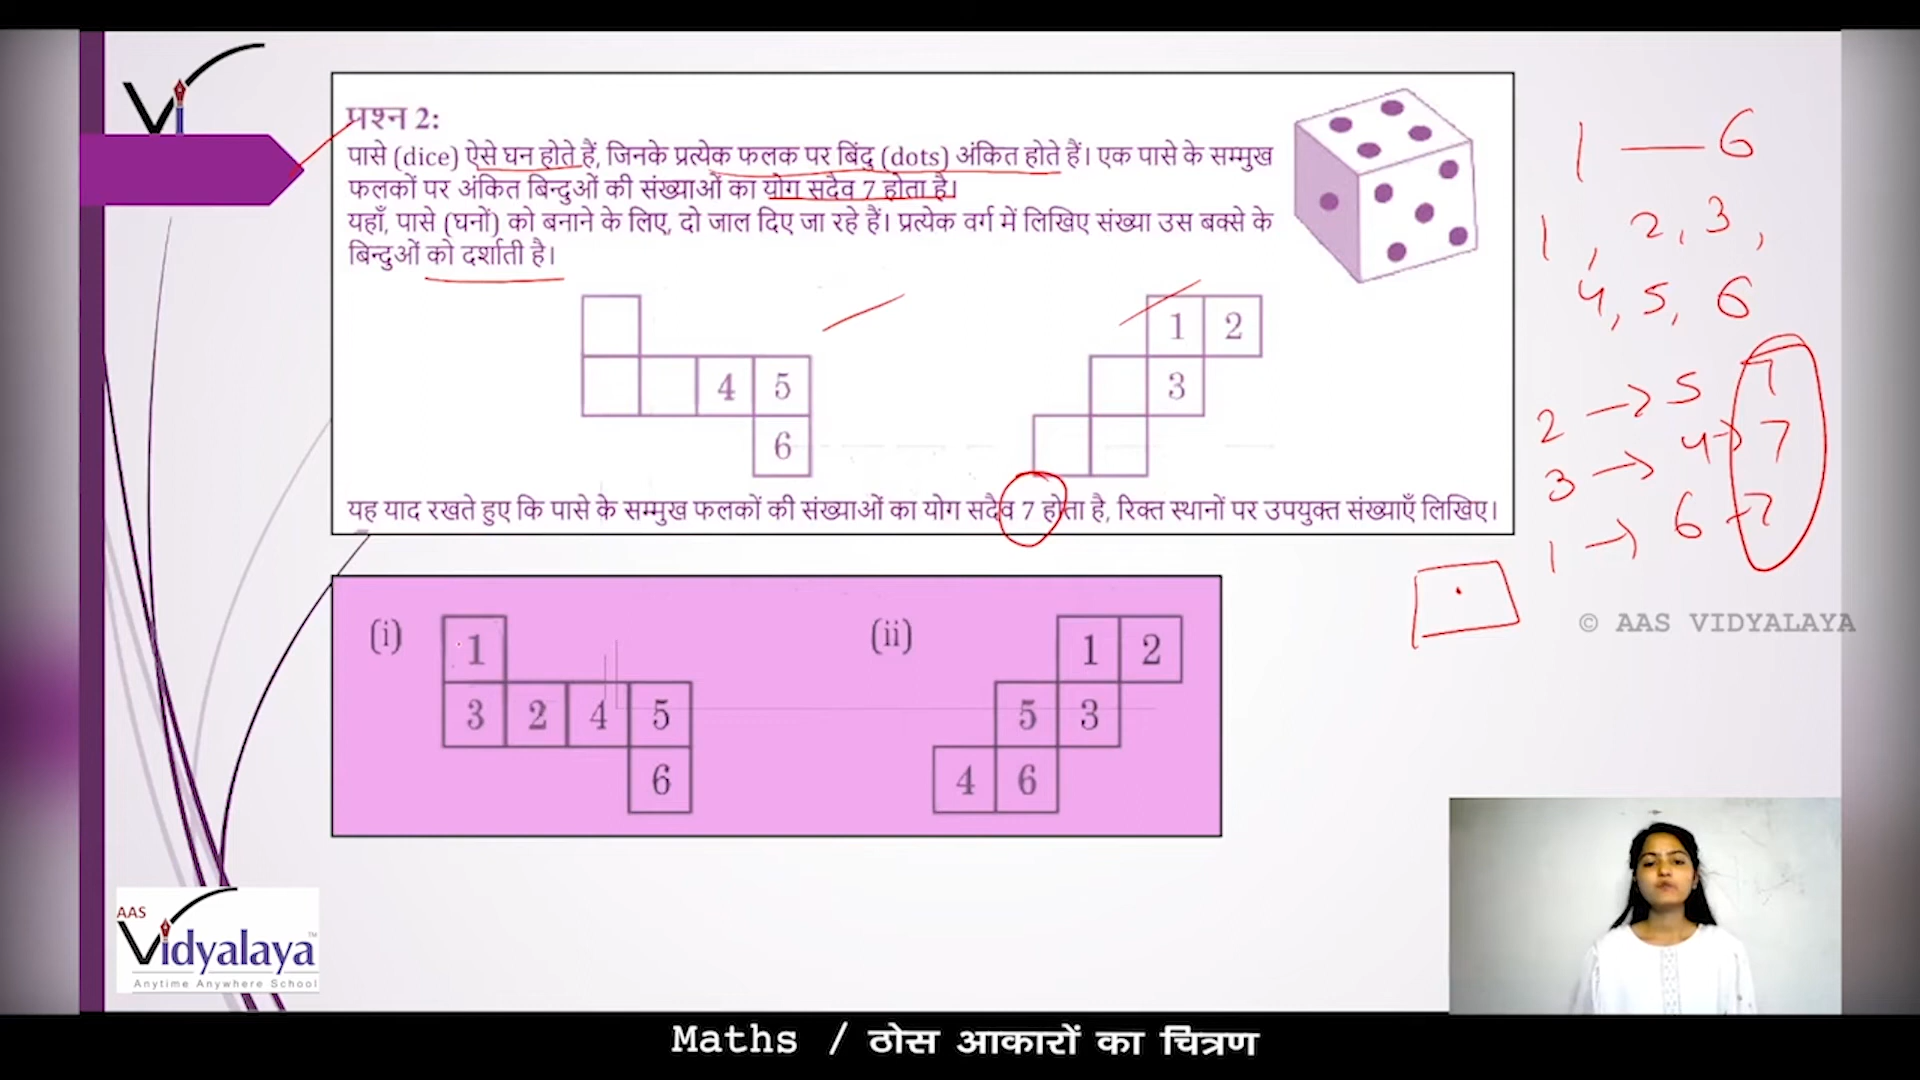 प्रश्न 2:
पासे (dice) ऐसे घन होते हैं, जिनके प्रत्येक फलक पर बिंदु (dots) अंकित होते हैं। एक पासे के सम्मुख
फलकों पर अंकित बिन्दुओं की संख्याओं का योग सदैव 7 होता है।
यहाँ, पासे (घनों) को बनाने के लिए, दो जाल दिए जा रहे हैं। प्रत्येक वर्ग में लिखिए संख्या उस बक्से के
बिन्दुओं को दर्शाती है।
1 2
4 5 3
6
यह याद रखते हुए कि पासे के सम्मुख फलकों की संख्याओं का योग सदैव 7 होता है, रिक्त स्थानों पर उपयुक्त संख्याएँ लिखिए।
1 — 6
1, 2, 3,
4, 5, 6
2 → 5 7
3 → 4 → 7
1 → 6 - 7
(i) 1 (ii) 1 2
3 2 4 5 5 3
6 4 6
© AAS VIDYALAYA
AAS
Vidyalaya™
Anytime Anywhere School
Maths / ठोस आकारों का चित्रण